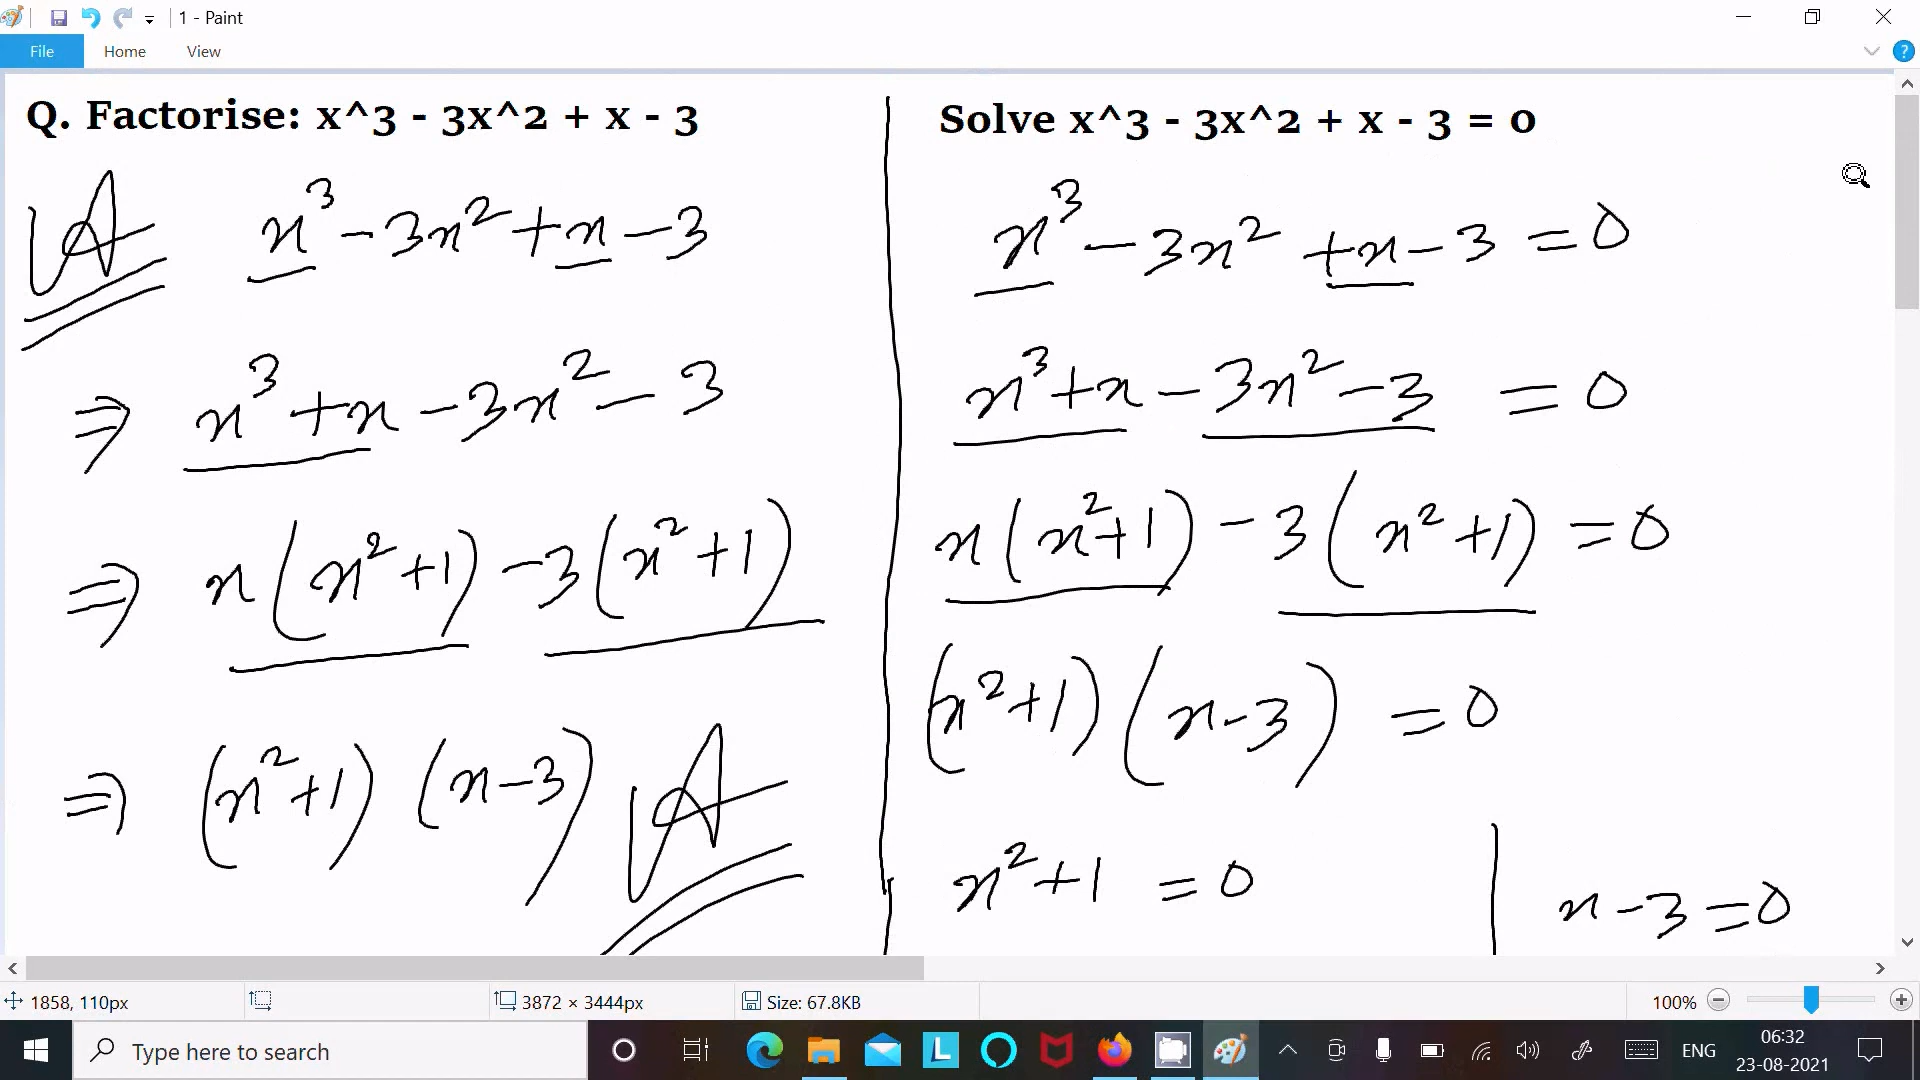 1 - Paint
File Home View
Q. Factorise: x^3 - 3x^2 + x - 3
A
x³ - 3x² + x - 3
⇒ x³ + x - 3x² - 3
⇒ x(x² + 1) - 3(x² + 1)
⇒ (x² + 1) (x - 3) A
Solve x^3 - 3x^2 + x - 3 = 0
x³ - 3x² + x - 3 = 0
x³ + x - 3x² - 3 = 0
x(x² + 1) - 3(x² + 1) = 0
(x² + 1)(x - 3) = 0
x² + 1 = 0
x - 3 = 0
1858, 110px
3872 × 3444px
Size: 67.8KB
100%
Type here to search
L
ENG
06:32
23-08-2021